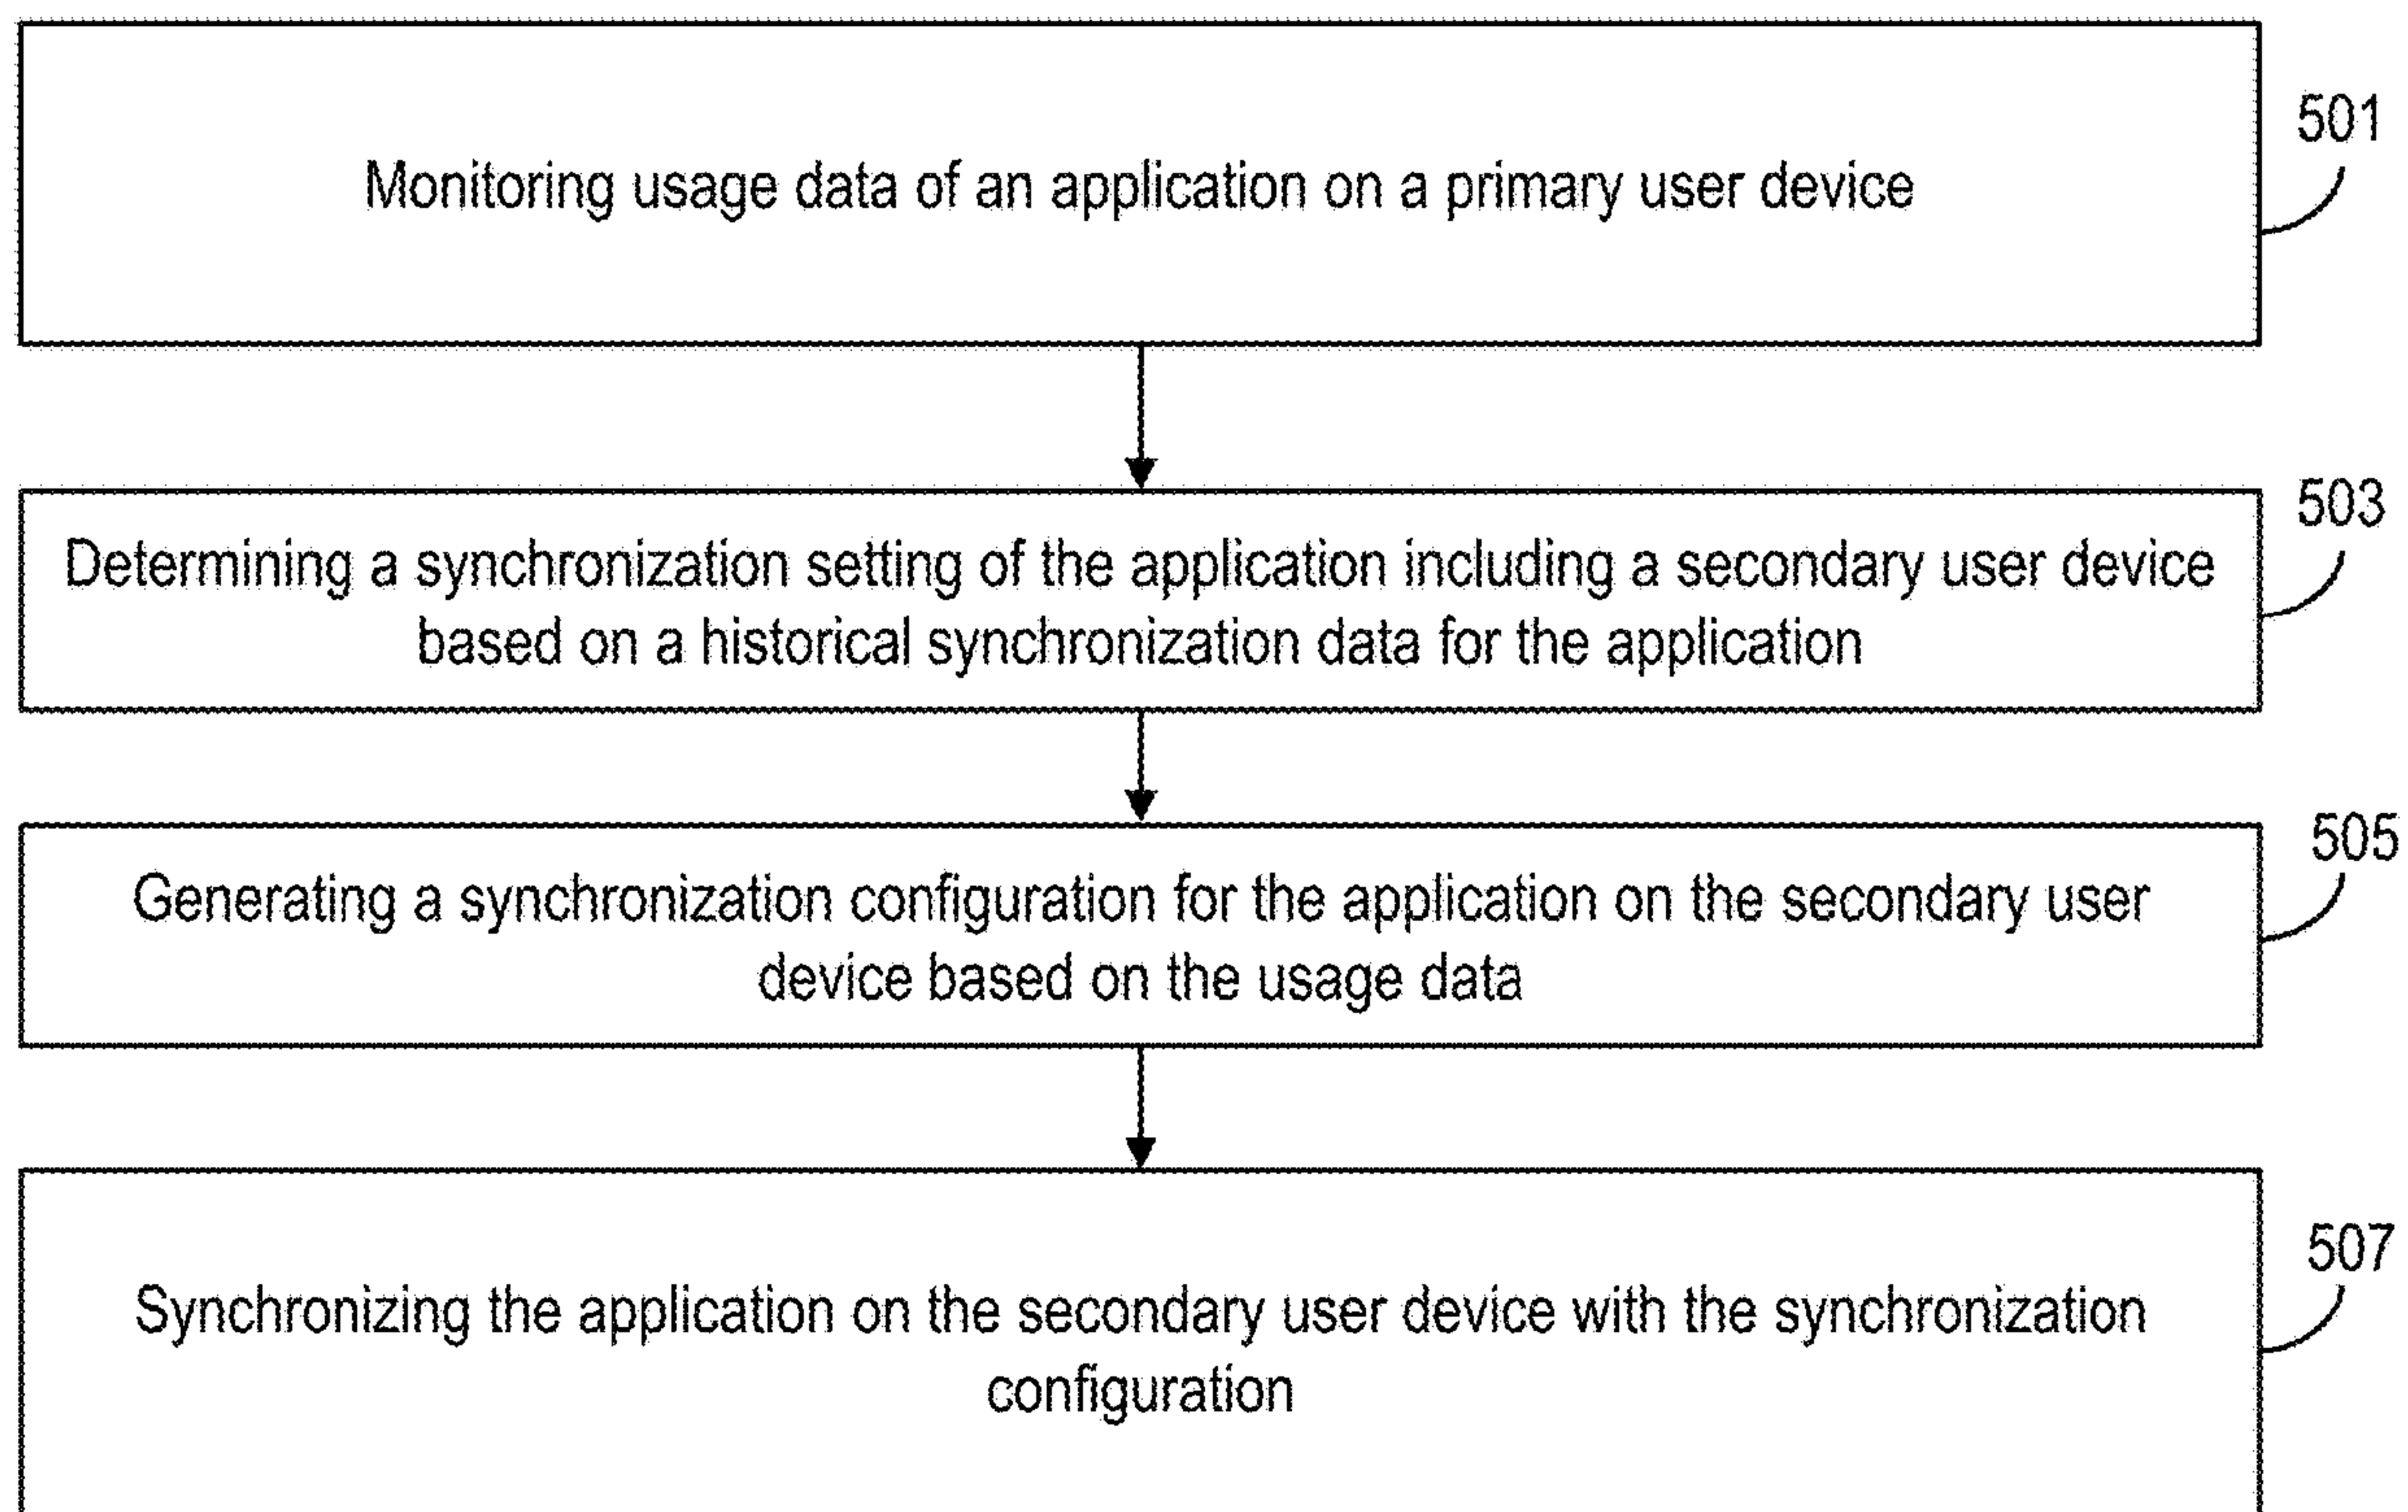 501
Monitoring usage data of an application on a primary user device
503
Determining a synchronization setting of the application including a secondary user device
based on a historical synchronization data for the application
505
Generating a synchronization configuration for the application on the secondary user
device based on the usage data
507
Synchronizing the application on the secondary user device with the synchronization
configuration